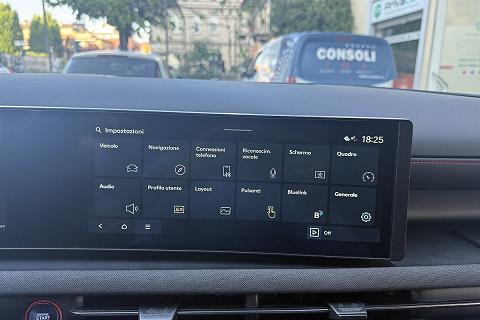 CONSOLI
Impostazioni
18:25
Veicolo
Navigazione
Connessioni
telefono
Riconoscim.
vocale
Schermo
Quadro
Audio
Profilo utente
Layout
Pulsanti
Bluelink
Generale
B
Off
START